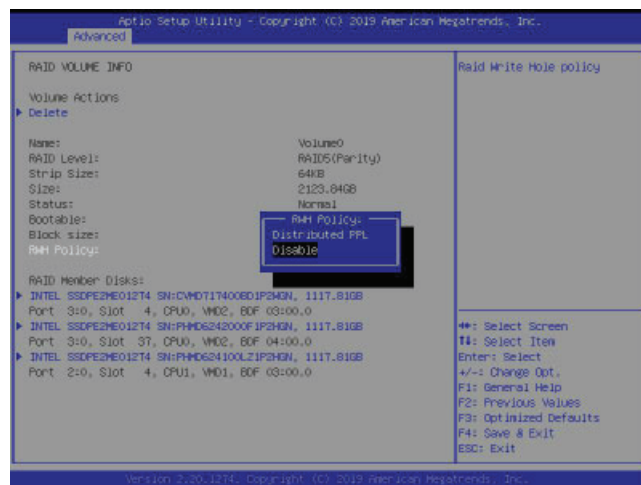 Aptio Setup Utility - Copyright (C) 2019 American Megatrends, Inc.
Advanced
RAID VOLUME INFO
Volume Actions
Delete
Name: Volume0
RAID Level: RAID5(Parity)
Strip Size: 64KB
Size: 2123.84GB
Status: Normal
Bootable:
Block size:
RWH Policy:
RWH Policy:
Distributed PPL
Disable
RAID Member Disks:
INTEL SSDPE2ME012T4 SN:CVMD717400BD1P2HGN, 1117.81GB
Port 3:0, Slot 4, CPU0, VMD2, BDF 03:00.0
INTEL SSDPE2ME012T4 SN:PHMD6242000F1P2HGN, 1117.81GB
Port 3:0, Slot 37, CPU0, VMD2, BDF 04:00.0
INTEL SSDPE2ME012T4 SN:PHMD624100LZ1P2HGN, 1117.81GB
Port 2:0, Slot 4, CPU1, VMD1, BDF 03:00.0
Raid Write Hole policy
↔: Select Screen
↑↓: Select Item
Enter: Select
+/-: Change Opt.
F1: General Help
F2: Previous Values
F3: Optimized Defaults
F4: Save & Exit
ESC: Exit
Version 2.20.1274. Copyright (C) 2019 American Megatrends, Inc.